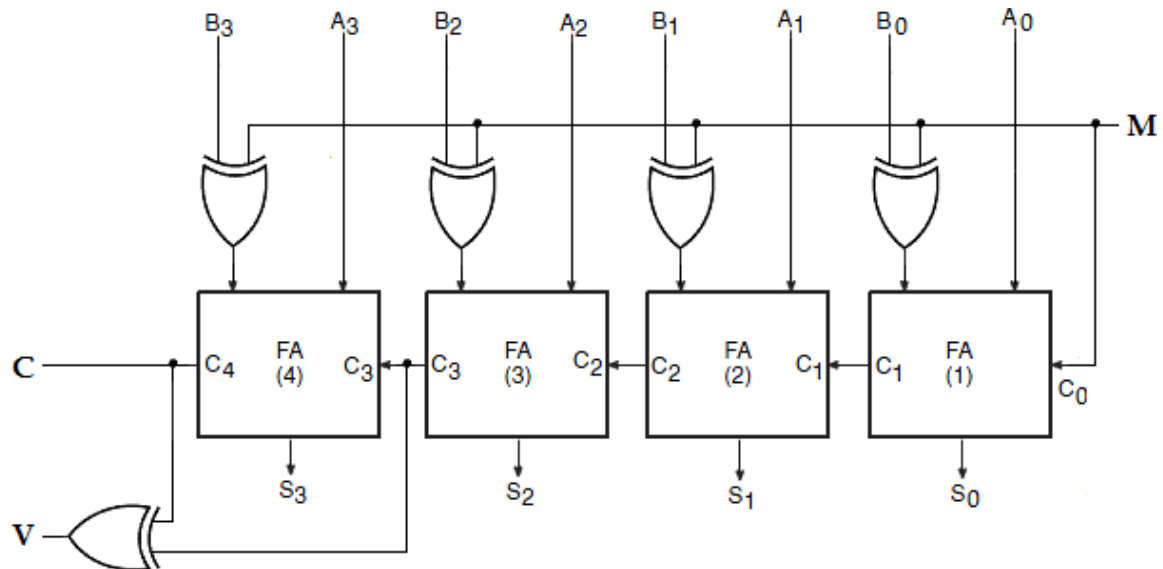 B3 A3 B2 A2 B1 A1 B0 A0
M
C C4 FA (4) C3 C3 FA (3) C2 C2 FA (2) C1 C1 FA (1) C0
S3 S2 S1 S0
V